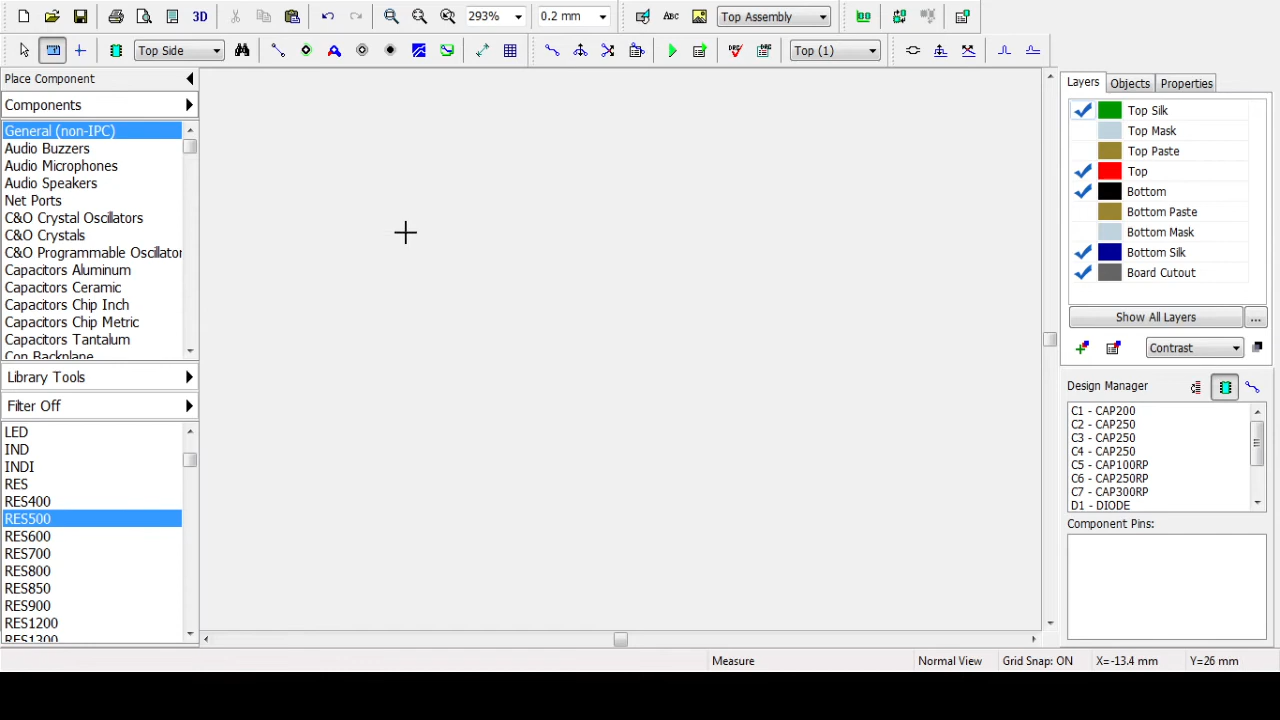 3D
293%
0.2 mm
ABC
Top Assembly
Top Side
Top (1)
Place Component
Components
General (non-IPC)
Audio Buzzers
Audio Microphones
Audio Speakers
Net Ports
C&O Crystal Oscillators
C&O Crystals
C&O Programmable Oscillator
Capacitors Aluminum
Capacitors Ceramic
Capacitors Chip Inch
Capacitors Chip Metric
Capacitors Tantalum
Con Backplane
Library Tools
Filter Off
LED
IND
INDI
RES
RES400
RES500
RES600
RES700
RES800
RES850
RES900
RES1200
RES1300
Layers
Objects
Properties
Top Silk
Top Mask
Top Paste
Top
Bottom
Bottom Paste
Bottom Mask
Bottom Silk
Board Cutout
Show All Layers
...
Contrast
Design Manager
C1 - CAP200
C2 - CAP250
C3 - CAP250
C4 - CAP250
C5 - CAP100RP
C6 - CAP250RP
C7 - CAP300RP
D1 - DIODE
Component Pins:
Measure
Normal View
Grid Snap: ON
X=-13.4 mm
Y=26 mm